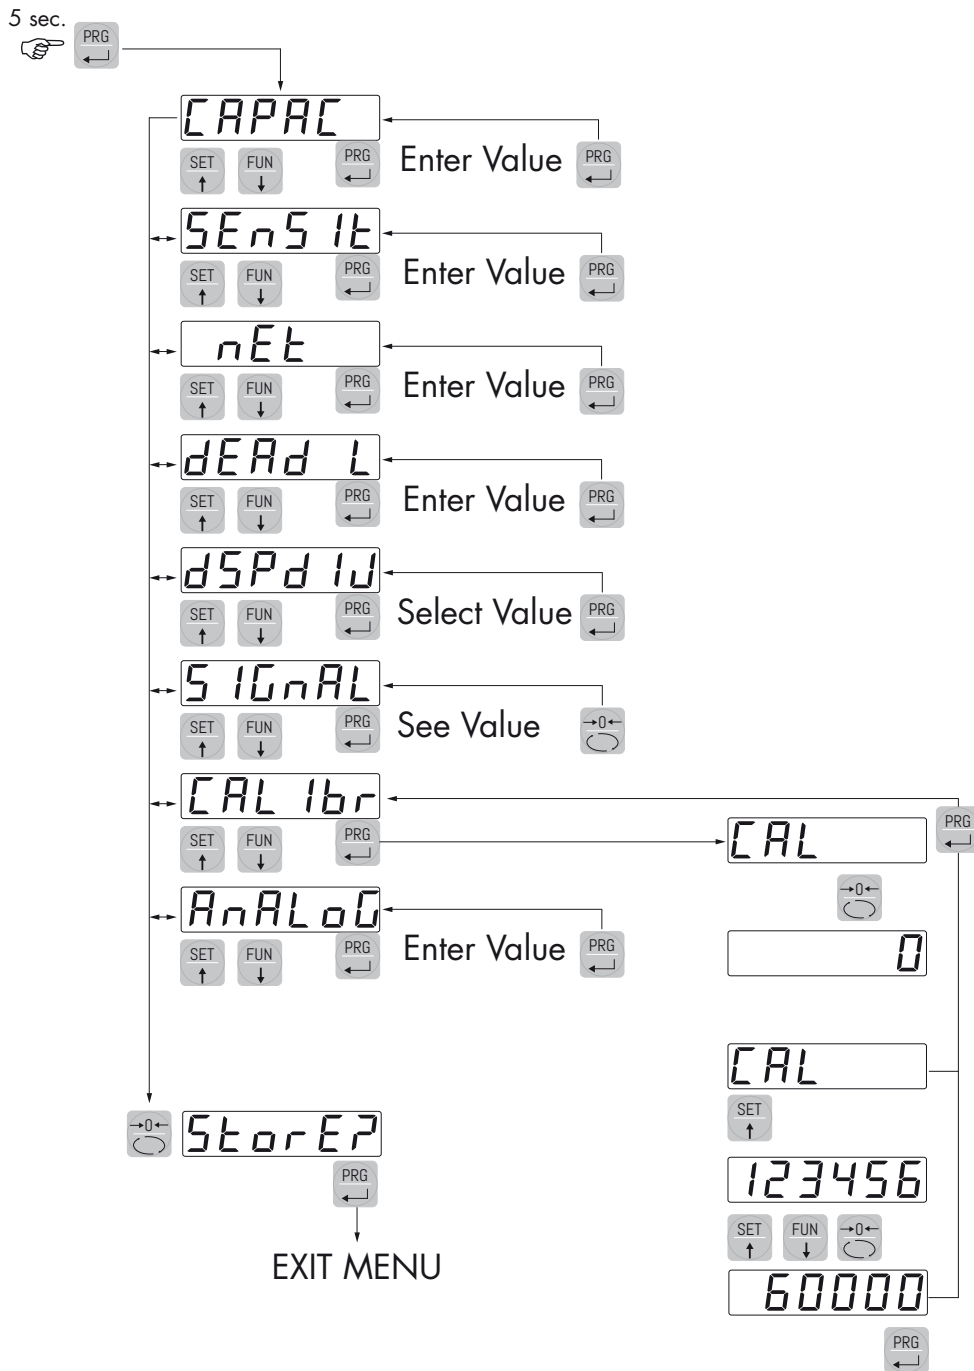 5 sec.
PRG
CAPAC
SET FUN PRG Enter Value PRG
SEnSIt
SET FUN PRG Enter Value PRG
nEt
SET FUN PRG Enter Value PRG
dEAd L
SET FUN PRG Enter Value PRG
dSPdIU
SET FUN PRG Select Value PRG
SIGnAL
SET FUN PRG See Value →0←
CALIbr
SET FUN PRG
CAL PRG
→0←
AnALoG
SET FUN PRG Enter Value PRG
0
CAL
SET
→0← StorE?
123456
PRG
SET FUN →0←
EXIT MENU
60000
PRG